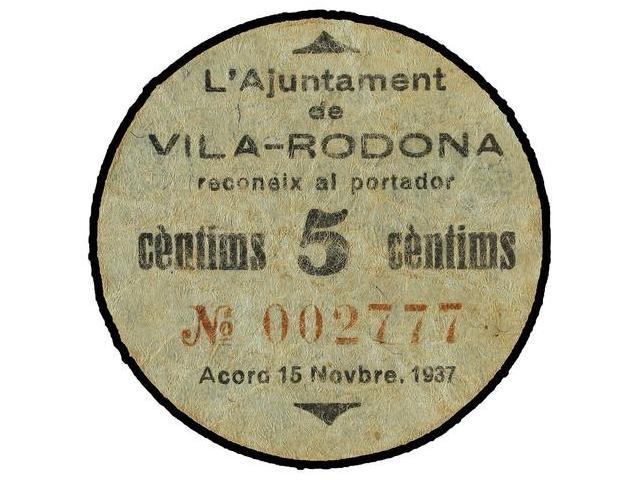 L'Ajuntament
de
VILA-RODONA
reconeix al portador
cèntims 5 cèntims
№ 002777
Acord 15 Novbre. 1937